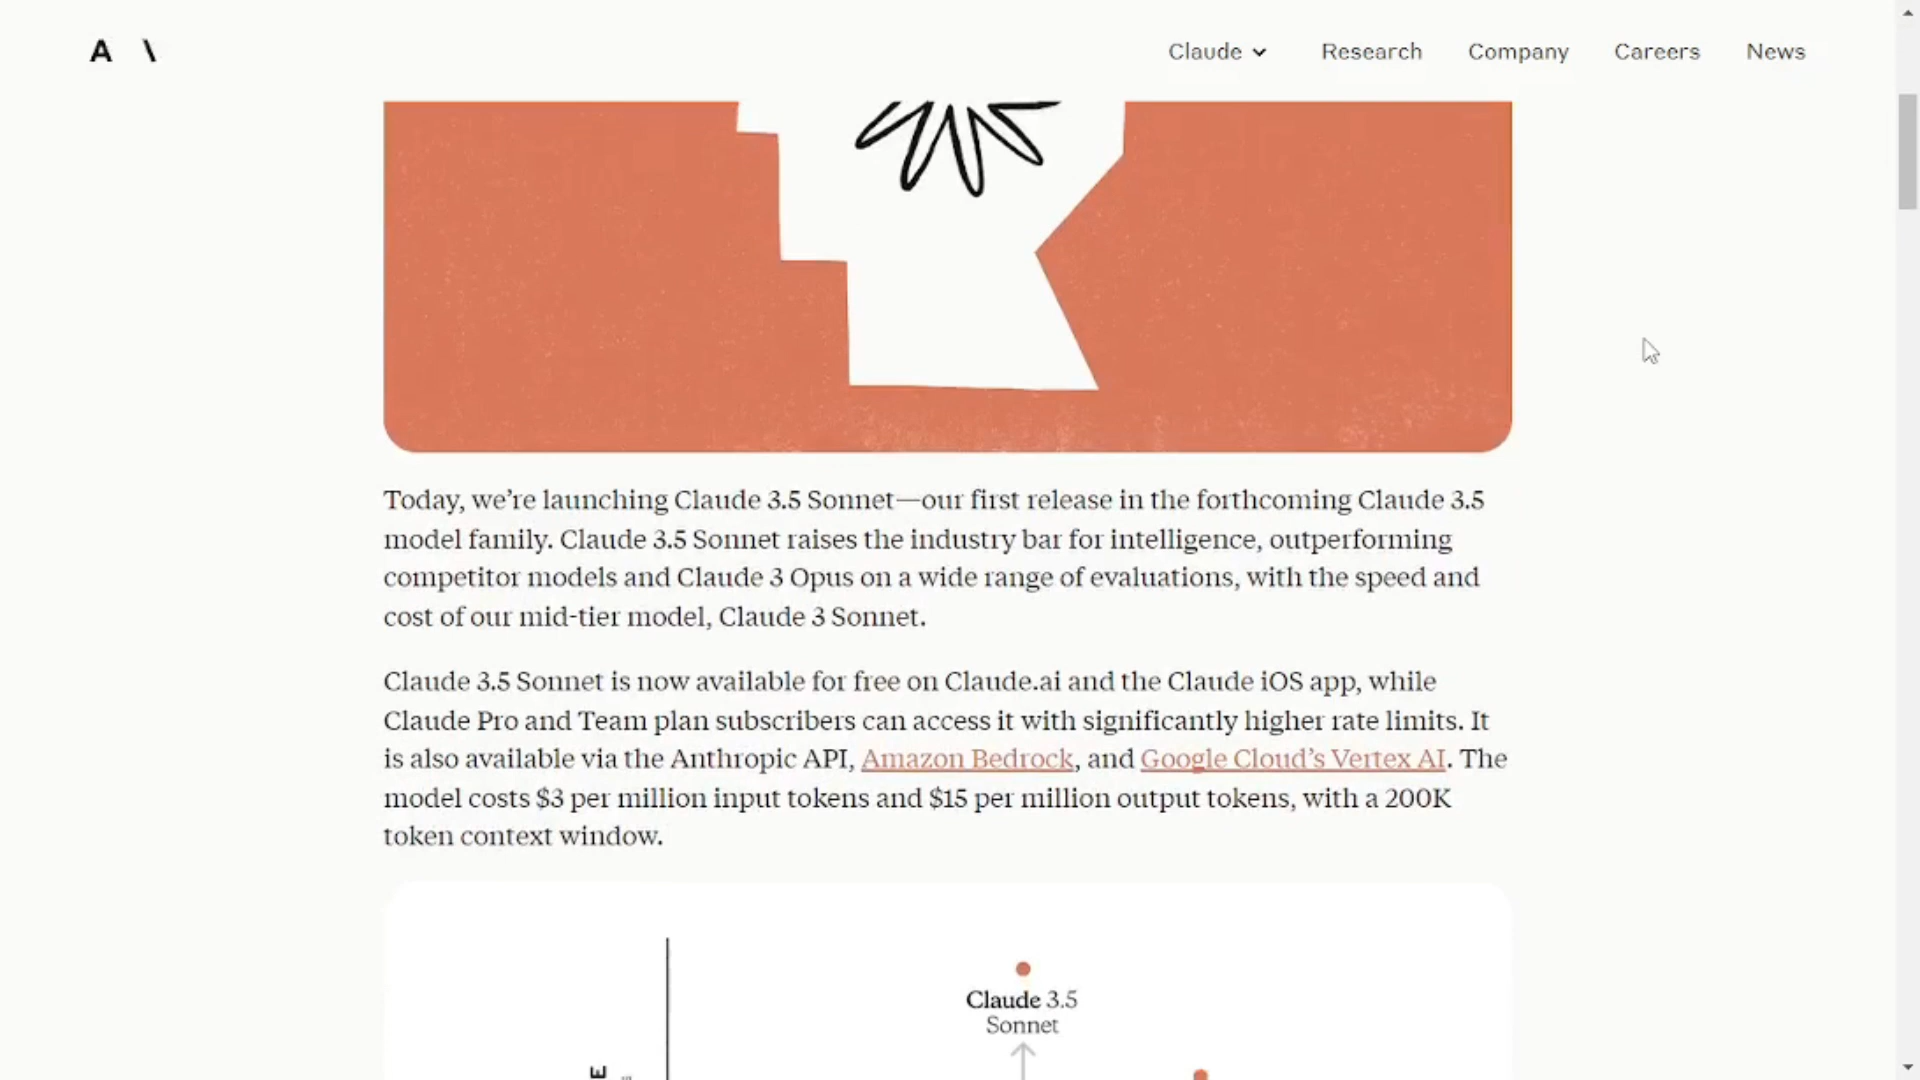 A \
Claude Research Company Careers News
Today, we’re launching Claude 3.5 Sonnet—our first release in the forthcoming Claude 3.5
model family. Claude 3.5 Sonnet raises the industry bar for intelligence, outperforming
competitor models and Claude 3 Opus on a wide range of evaluations, with the speed and
cost of our mid-tier model, Claude 3 Sonnet.
Claude 3.5 Sonnet is now available for free on Claude.ai and the Claude iOS app, while
Claude Pro and Team plan subscribers can access it with significantly higher rate limits. It
is also available via the Anthropic API, Amazon Bedrock, and Google Cloud’s Vertex AI. The
model costs $3 per million input tokens and $15 per million output tokens, with a 200K
token context window.
Claude 3.5
Sonnet